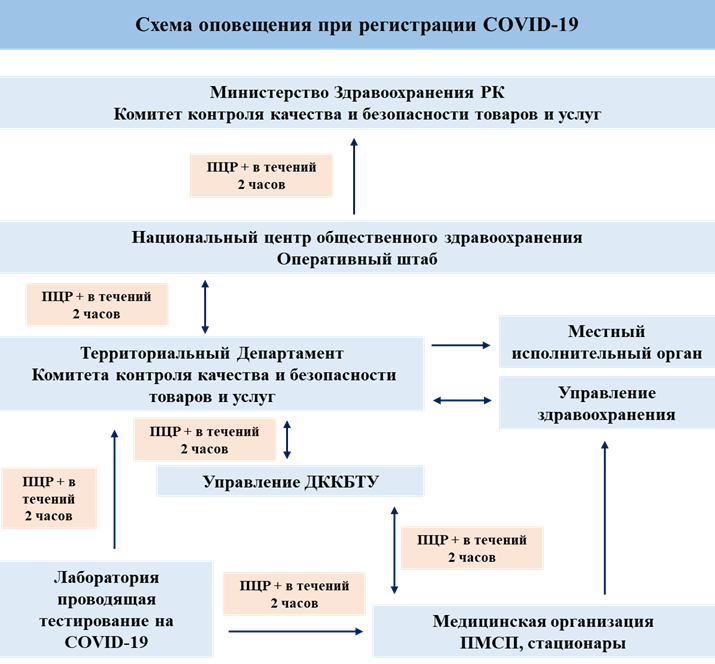 Схема оповещения при регистрации COVID-19
Министерство Здравоохранения РК
Комитет контроля качества и безопасности товаров и услуг
ПЦР + в течений
2 часов
Национальный центр общественного здравоохранения
Оперативный штаб
ПЦР + в течений
2 часов
Территориальный Департамент
Комитета контроля качества и безопасности
товаров и услуг
Местный
исполнительный орган
Управление
здравоохранения
ПЦР + в течений
2 часов
ПЦР + в
течений
2 часов
Управление ДККБТУ
ПЦР + в течений
2 часов
Лаборатория
проводящая
тестирование на
COVID-19
ПЦР + в течений
2 часов
Медицинская организация
ПМСП, стационары